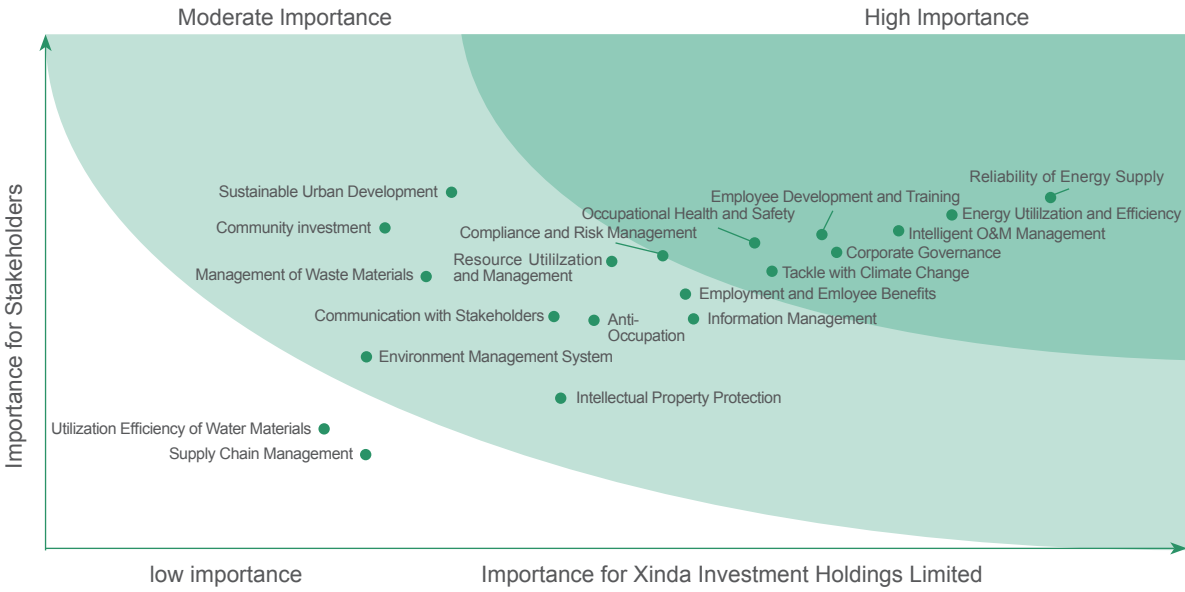 Moderate Importance
High Importance
Importance for Stakeholders
Reliability of Energy Supply
Sustainable Urban Development
Employee Development and Training
Energy Utililzation and Efficiency
Occupational Health and Safety
Community investment
Compliance and Risk Management
Intelligent O&M Management
Corporate Governance
Resource Utililzation
and Management
Management of Waste Materials
Tackle with Climate Change
Employment and Emloyee Benefits
Communication with Stakeholders
Anti-
Occupation
Information Management
Environment Management System
Intellectual Property Protection
Utilization Efficiency of Water Materials
Supply Chain Management
low importance
Importance for Xinda Investment Holdings Limited